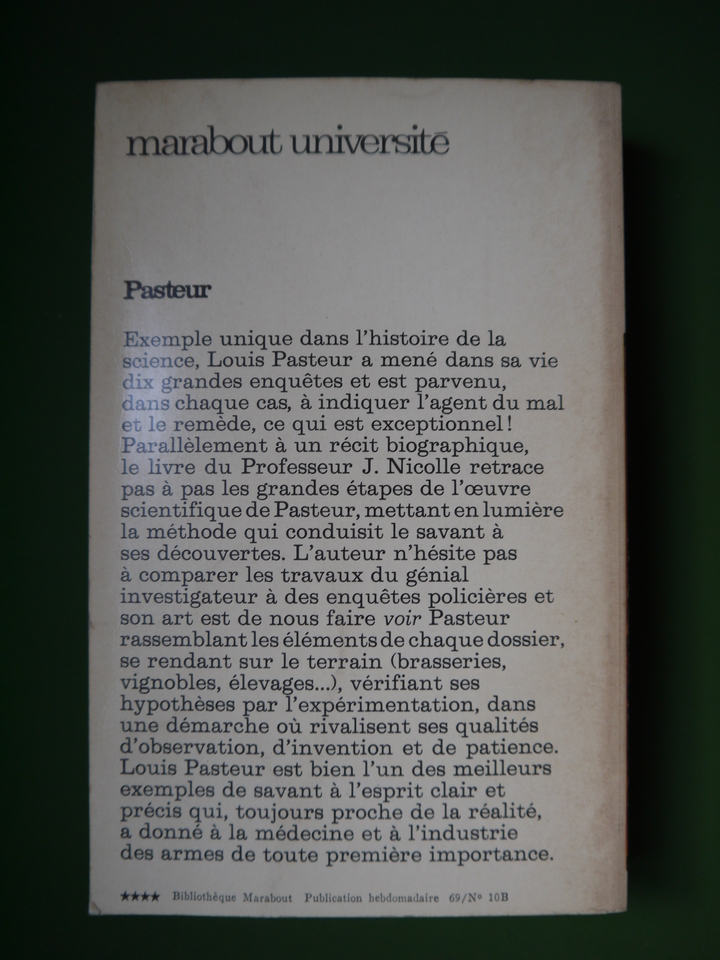 marabout université
Pasteur
Exemple unique dans l'histoire de la
science, Louis Pasteur a mené dans sa vie
dix grandes enquêtes et est parvenu,
dans chaque cas, à indiquer l'agent du mal
et le remède, ce qui est exceptionnel !
Parallèlement à un récit biographique,
le livre du Professeur J. Nicolle retrace
pas à pas les grandes étapes de l'œuvre
scientifique de Pasteur, mettant en lumière
la méthode qui conduisit le savant à
ses découvertes. L'auteur n'hésite pas
à comparer les travaux du génial
investigateur à des enquêtes policières et
son art est de nous faire voir Pasteur
rassemblant les éléments de chaque dossier,
se rendant sur le terrain (brasseries,
vignobles, élevages...), vérifiant ses
hypothèses par l'expérimentation, dans
une démarche où rivalisent ses qualités
d'observation, d'invention et de patience.
Louis Pasteur est bien l'un des meilleurs
exemples de savant à l'esprit clair et
précis qui, toujours proche de la réalité,
a donné à la médecine et à l'industrie
des armes de toute première importance.
★★★★ Bibliothèque Marabout Publication hebdomadaire 69/Nº 10B